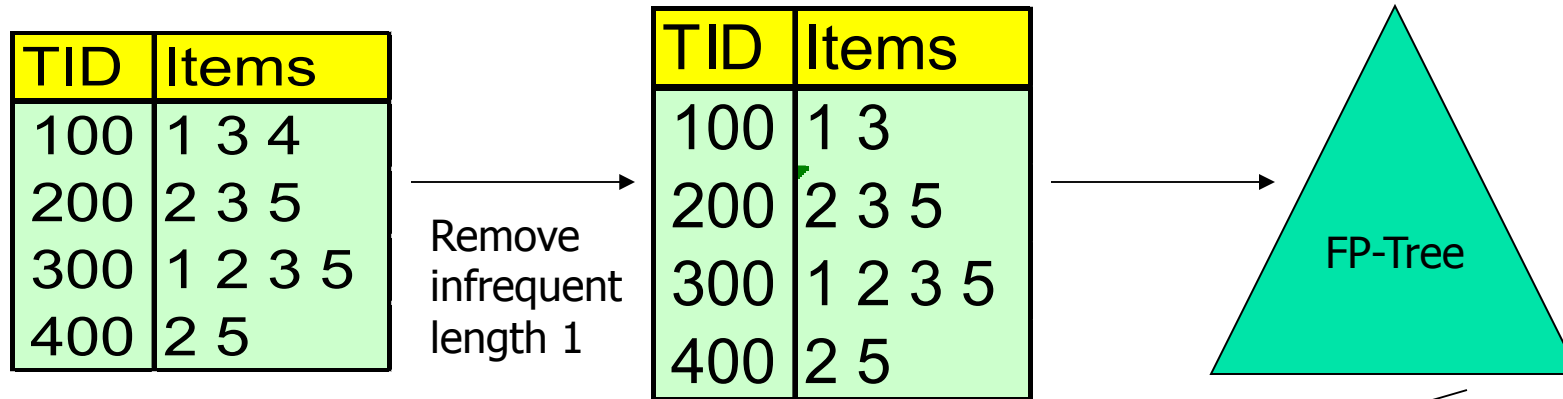 TID Items
100 1 3 4
200 2 3 5
300 1 2 3 5
400 2 5
Remove
infrequent
length 1
TID Items
100 1 3
200 2 3 5
300 1 2 3 5
400 2 5
FP-Tree